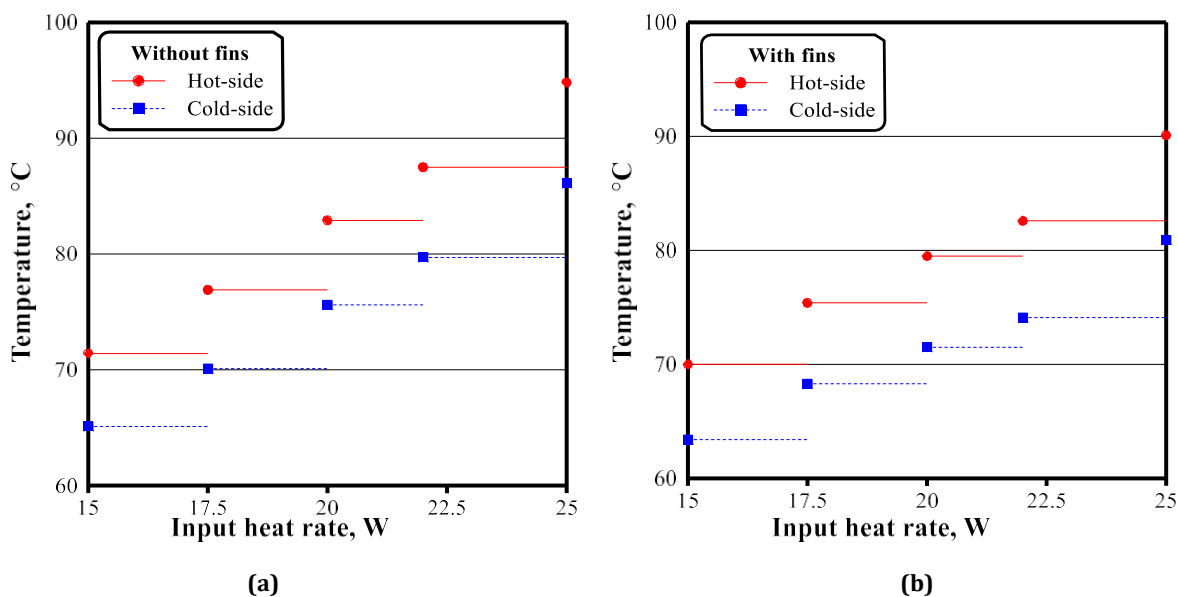 100
90
80
70
60
Temperature, °C
Without fins
Hot-side
Cold-side
15
17.5
20
22.5
25
Input heat rate, W
(a)
100
90
80
70
60
Temperature, °C
With fins
Hot-side
Cold-side
15
17.5
20
22.5
25
Input heat rate, W
(b)